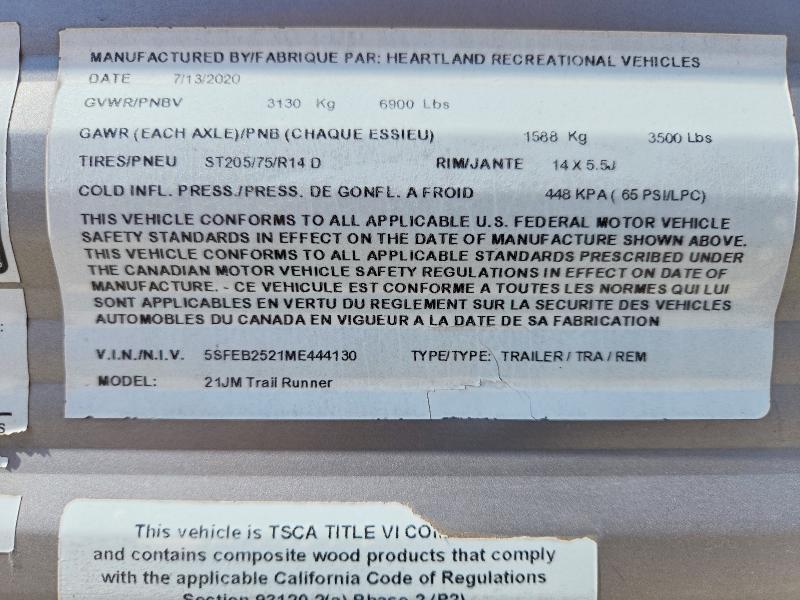 MANUFACTURED BY/FABRIQUE PAR: HEARTLAND RECREATIONAL VEHICLES
DATE 7/13/2020
GVWR/PNBV 3130 Kg 6900 Lbs
GAWR (EACH AXLE)/PNB (CHAQUE ESSIEU) 1588 Kg 3500 Lbs
TIRES/PNEU ST205/75/R14 D RIM/JANTE 14 X 5.5J
COLD INFL. PRESS./PRESS. DE GONFL. A FROID 448 KPA ( 65 PSI/LPC)
THIS VEHICLE CONFORMS TO ALL APPLICABLE U.S. FEDERAL MOTOR VEHICLE
SAFETY STANDARDS IN EFFECT ON THE DATE OF MANUFACTURE SHOWN ABOVE.
THIS VEHICLE CONFORMS TO ALL APPLICABLE STANDARDS PRESCRIBED UNDER
THE CANADIAN MOTOR VEHICLE SAFETY REGULATIONS IN EFFECT ON DATE OF
MANUFACTURE. - CE VEHICULE EST CONFORME A TOUTES LES NORMES QUI LUI
SONT APPLICABLES EN VERTU DU REGLEMENT SUR LA SECURITE DES VEHICLES
AUTOMOBLES DU CANADA EN VIGUEUR A LA DATE DE SA FABRICATION
V.I.N./N.I.V. 5SFEB2521ME444130 TYPE/TYPE: TRAILER / TRA / REM
MODEL: 21JM Trail Runner
This vehicle is TSCA TITLE VI
and contains composite wood products that comply
with the applicable California Code of Regulations
Section 93120.2(a) Phase 2 (P2)